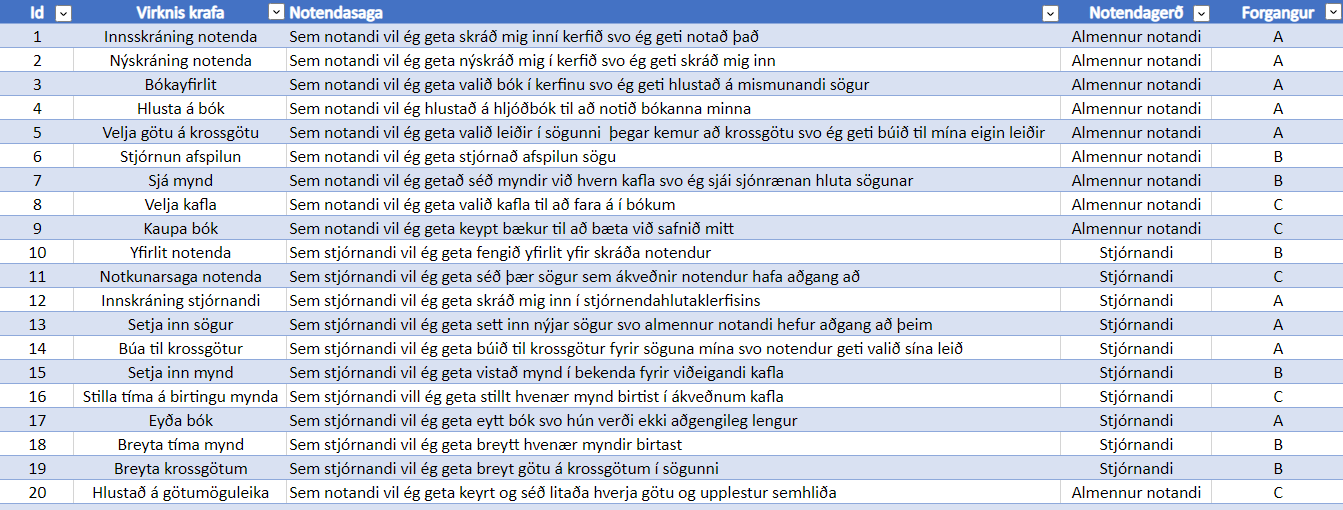 Id Virknis krafa Notendasaga Notendagerð Forgangur
1 Innsskráning notenda Sem notandi vil ég geta skráð mig inní kerfið svo ég geti notað það Almennur notandi A
2 Nýskráning notenda Sem notandi vil ég geta nýskráð mig í kerfið svo ég geti skráð mig inn Almennur notandi A
3 Bókayfirlit Sem notandi vil ég geta valið bók í kerfinu svo ég geti hlustað á mismunandi sögur Almennur notandi A
4 Hlusta á bók Sem notandi vil ég hlustað á hljóðbók til að notið bókanna minna Almennur notandi A
5 Velja götu á krossgötu Sem notandi vil ég geta valið leiðir í sögunni þegar kemur að krossgötu svo ég geti búið til mína eigin leiðir Almennur notandi A
6 Stjórnun afspilun Sem notandi vil ég geta stjórnað afspilun sögu Almennur notandi B
7 Sjá mynd Sem notandi vil ég getað séð myndir við hvern kafla svo ég sjái sjónrænan hluta sögunar Almennur notandi B
8 Velja kafla Sem notandi vil ég geta valið kafla til að fara á í bókum Almennur notandi C
9 Kaupa bók Sem notandi vil ég geta keypt bækur til að bæta við safnið mitt Almennur notandi C
10 Yfirlit notenda Sem stjórnandi vil ég geta fengið yfirlit yfir skráða notendur Stjórnandi B
11 Notkunarsaga notenda Sem stjórnandi vil ég geta séð þær sögur sem ákveðnir notendur hafa aðgang að Stjórnandi C
12 Innskráning stjórnandi Sem stjórnandi vil ég geta skráð mig inn í stjórnendahlutaklerfisins Stjórnandi A
13 Setja inn sögur Sem stjórnandi vil ég geta sett inn nýjar sögur svo almennur notandi hefur aðgang að þeim Stjórnandi A
14 Búa til krossgötur Sem stjórnandi vil ég geta búið til krossgötur fyrir söguna mína svo notendur geti valið sína leið Stjórnandi A
15 Setja inn mynd Sem stjórnandi vil ég geta vistað mynd í bekenda fyrir viðeigandi kafla Stjórnandi B
16 Stilla tíma á birtingu mynda Sem stjórnandi vill ég geta stillt hvenær mynd birtist í ákveðnum kafla Stjórnandi C
17 Eyða bók Sem stjórnandi vil ég geta eytt bók svo hún verði ekki aðgengileg lengur Stjórnandi A
18 Breyta tíma mynd Sem stjórnandi vil ég geta breytt hvenær myndir birtast Stjórnandi B
19 Breyta krossgötum Sem stjórnandi vil ég geta breyt götu á krossgötum í sögunni Stjórnandi B
20 Hlustað á götumöguleika Sem notandi vil ég geta keyrt og séð litaða hverja götu og upplestur semhliða Almennur notandi C